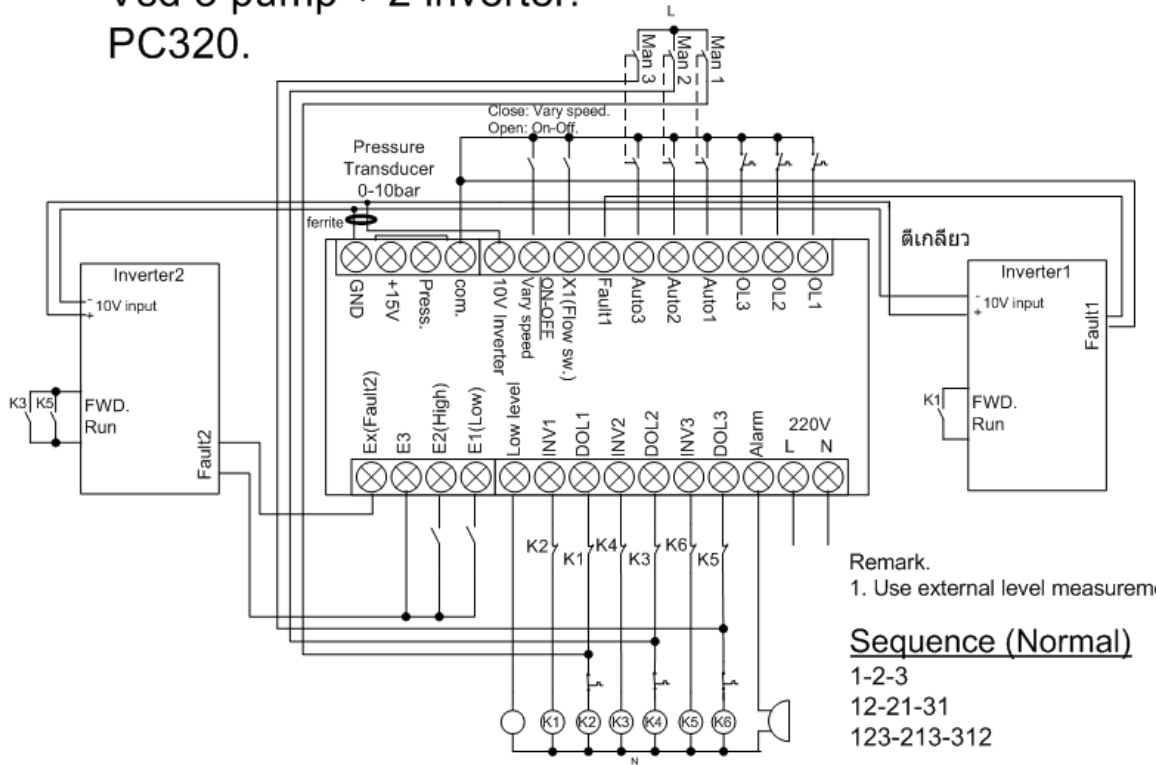 Vsd 3 pump + 2 inverter.
PC320.
L
Man 3
Man 2
Man 1
Close: Vary speed.
Open: On-Off.
Pressure
Transducer
0-10bar
ferrite
ตีเกลียว
GND
+15V
Press.
com.
10V Inverter
Vary speed
ON-OFF
X1(Flow sw.)
Fault1
Auto3
Auto2
Auto1
OL3
OL2
OL1
Inverter2
- 10V input
+
K3
K5
FWD.
Run
Fault2
Inverter1
- 10V input
+
Fault1
K1
FWD.
Run
Ex(Fault2)
E3
E2(High)
E1(Low)
Low level
INV1
DOL1
INV2
DOL2
INV3
DOL3
Alarm
220V
L N
K2
K1
K4
K3
K6
K5
K1
K2
K3
K4
K5
K6
N
Remark.
1. Use external level
Sequence (Normal)
1-2-3
12-21-31
123-213-312